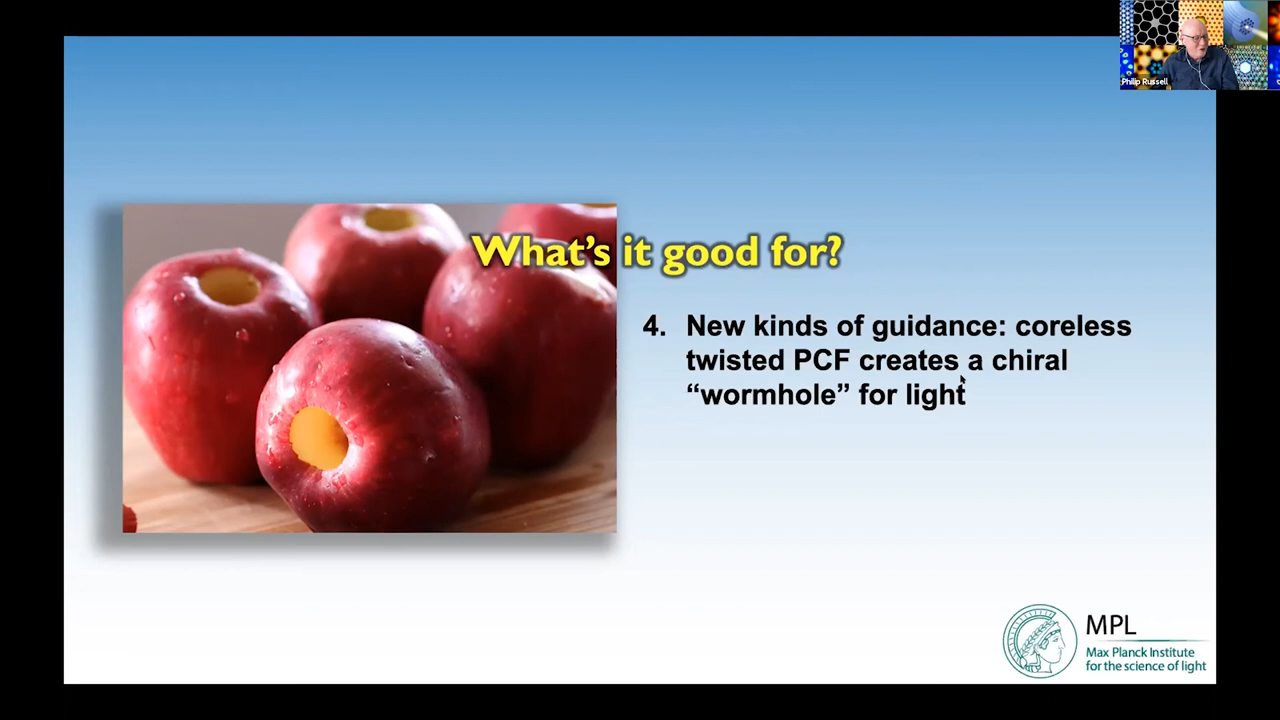 Philip Russell
What's it good for?
4. New kinds of guidance: coreless
twisted PCF creates a chiral
“wormhole” for light
MPL
Max Planck Institute
for the science of light